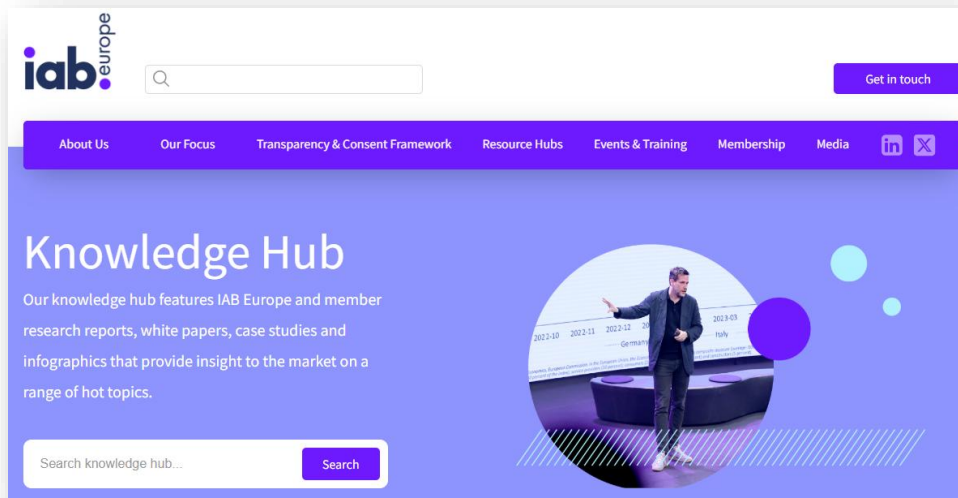 iab europe
Get in touch
About Us Our Focus Transparency & Consent Framework Resource Hubs Events & Training Membership Media in X
Knowledge Hub
Our knowledge hub features IAB Europe and member
research reports, white papers, case studies and
infographics that provide insight to the market on a
range of hot topics.
2022-10 2022-11 2022-12 2023-03
Germany Italy
Search knowledge hub... Search